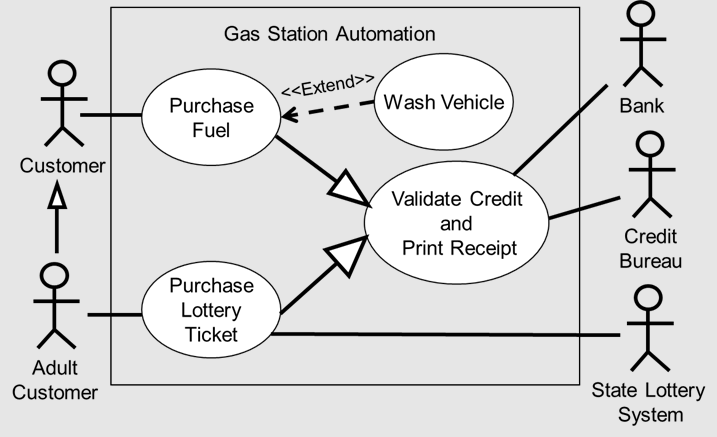 Gas Station Automation
Customer
Purchase
Fuel
<<Extend>>
Wash Vehicle
Bank
Validate Credit
and
Print Receipt
Credit
Bureau
Adult
Customer
Purchase
Lottery
Ticket
State Lottery
System